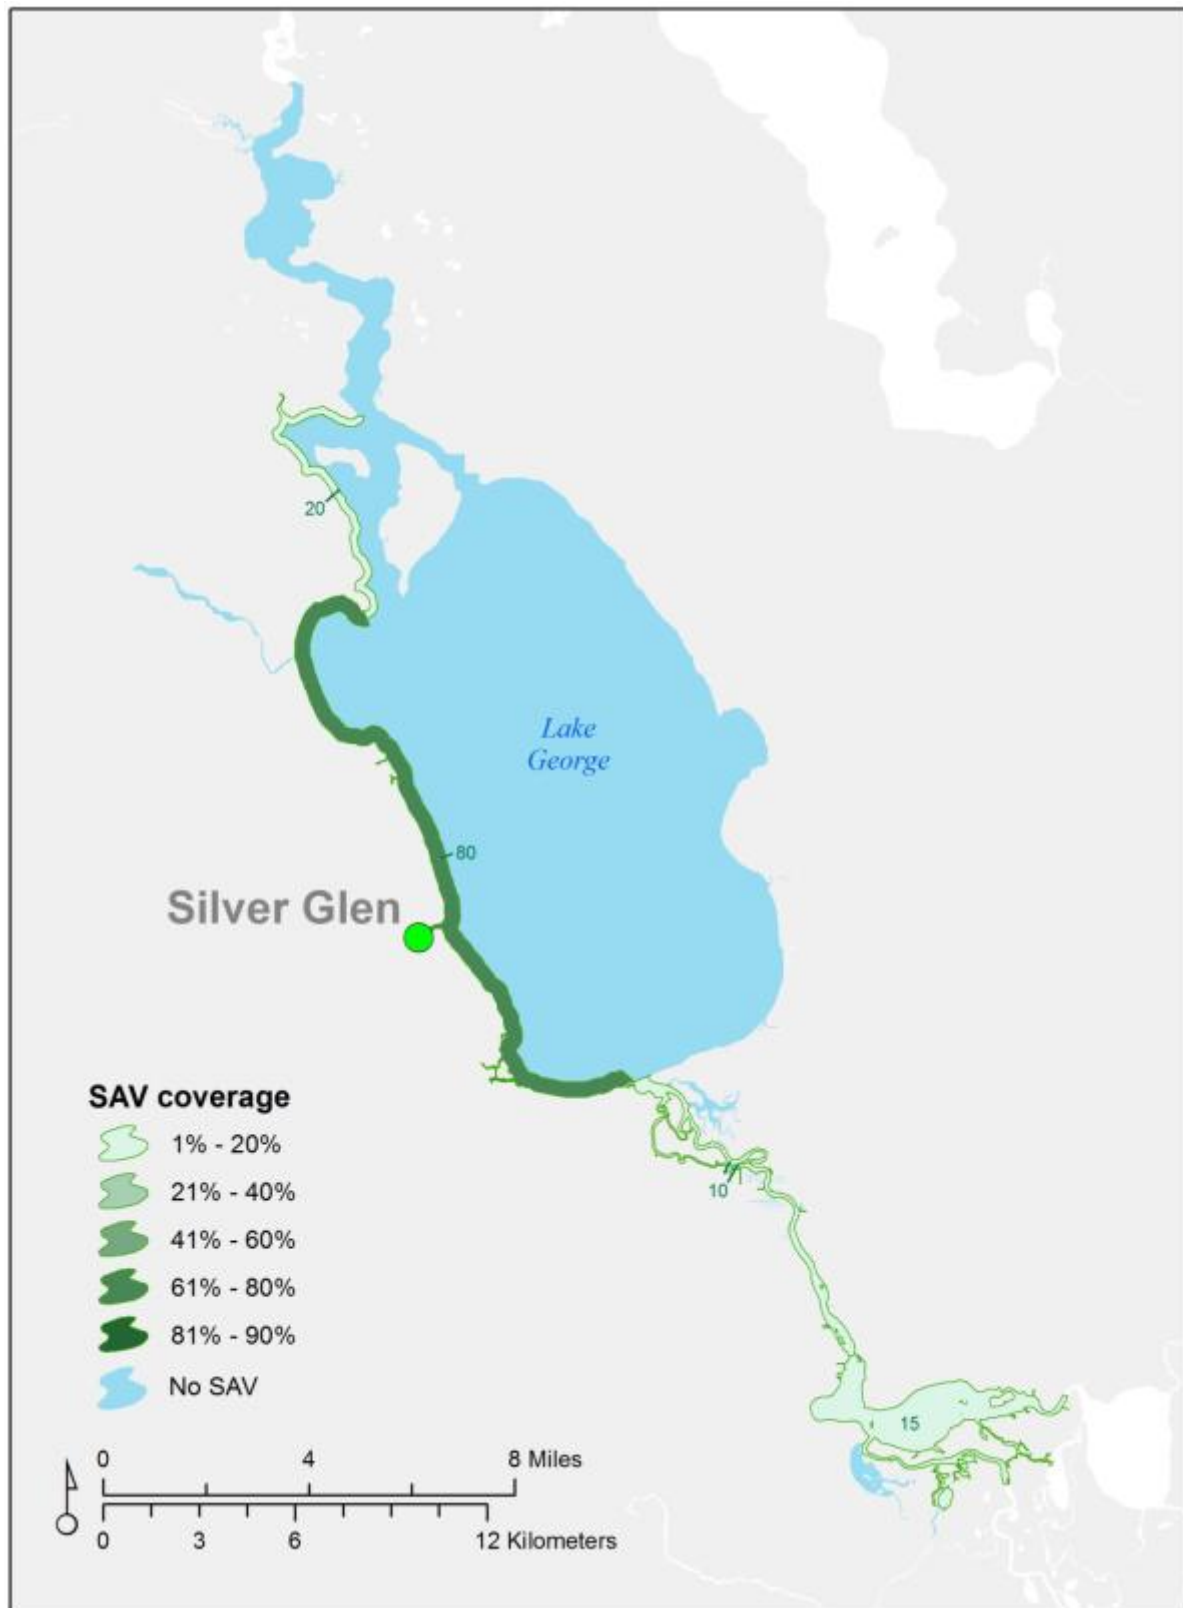 20
Lake
George
80
Silver Glen
SAV coverage
1% - 20%
21% - 40%
41% - 60%
61% - 80%
81% - 90%
No SAV
10
15
0 4 8 Miles
0 3 6 12 Kilometers